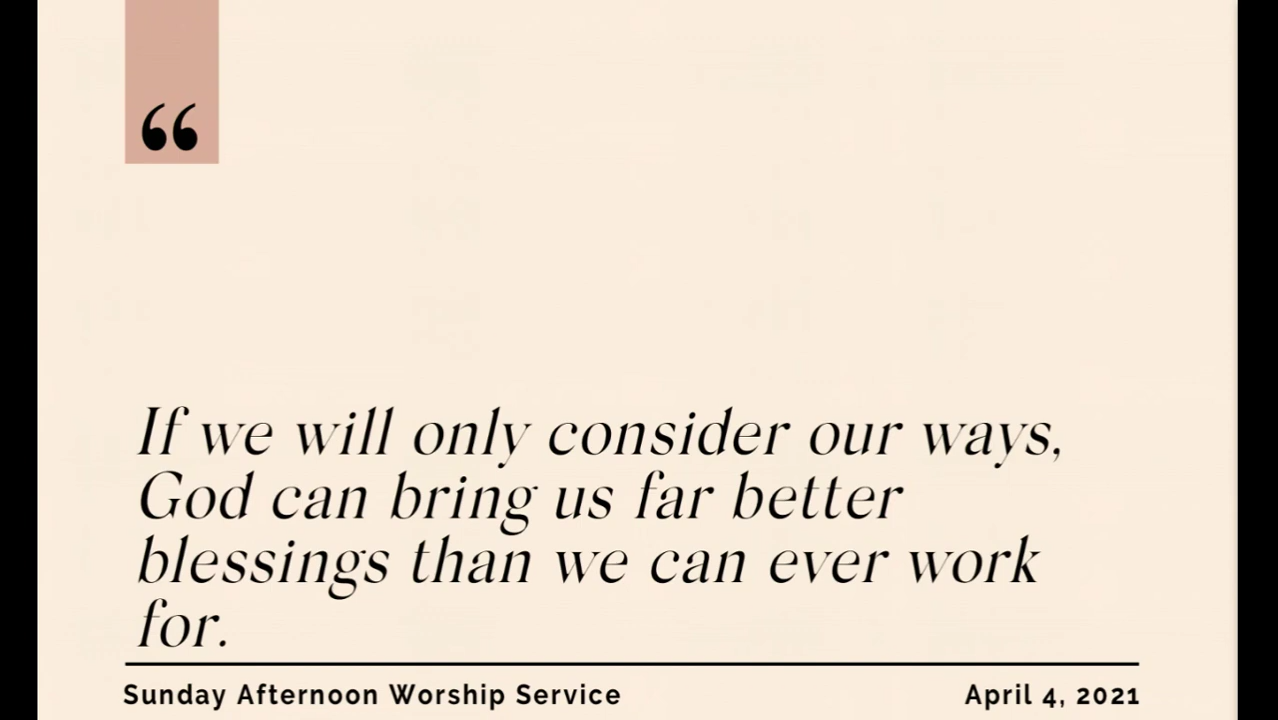 “
If we will only consider our ways,
God can bring us far better
blessings than we can ever work
for.
Sunday Afternoon Worship Service
April 4, 2021